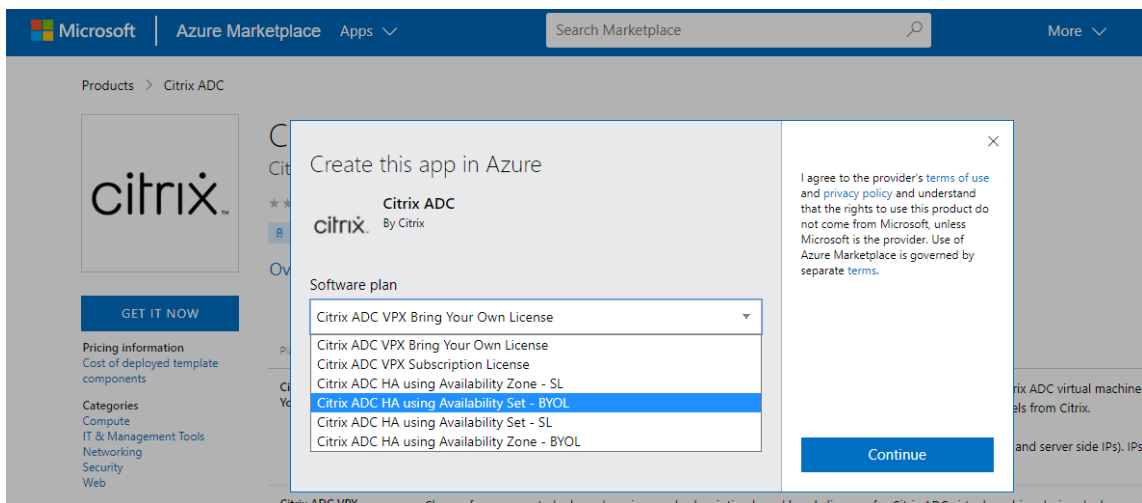 Microsoft Azure Marketplace Apps Search Marketplace More
Products > Citrix ADC
citrix™
Create this app in Azure
citrix Citrix ADC
By Citrix
Software plan
Citrix ADC VPX Bring Your Own License
Citrix ADC VPX Bring Your Own License
Citrix ADC VPX Subscription License
Citrix ADC HA using Availability Zone - SL
Citrix ADC HA using Availability Set - BYOL
Citrix ADC HA using Availability Set - SL
Citrix ADC HA using Availability Zone - BYOL
I agree to the provider's terms of use
and privacy policy and understand
that the rights to use this product do
not come from Microsoft, unless
Microsoft is the provider. Use of
Azure Marketplace is governed by
separate terms.
Continue
GET IT NOW
Pricing information
Cost of deployed template
components
Categories
Compute
IT & Management Tools
Networking
Security
Web
ADC virtual machine
from Citrix.
and server side IPs). IPs